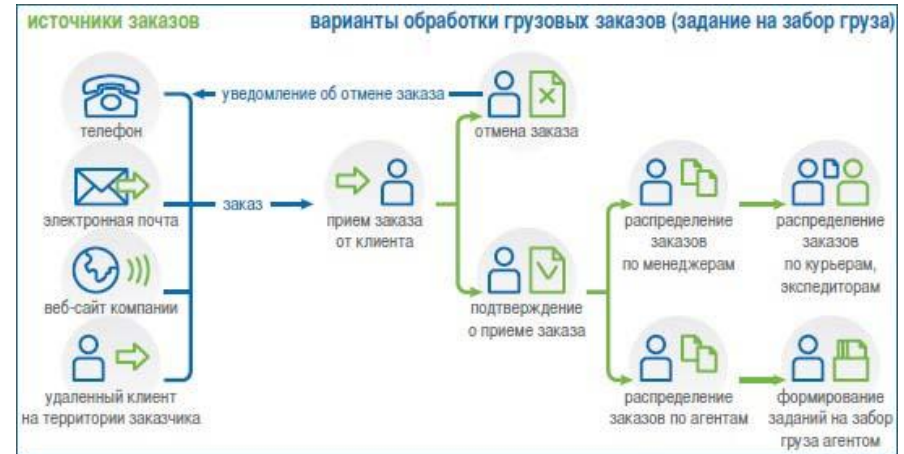 источники заказов
варианты обработки грузовых заказов (задание на забор груза)
телефон
уведомление об отмене заказа
отмена заказа
электронная почта
заказ
прием заказа
от клиента
распределение
заказов
по менеджерам
распределение
заказов
по курьерам,
экспедиторам
веб-сайт компании
подтверждение
о приеме заказа
удаленный клиент
на территории заказчика
распределение
заказов по агентам
формирование
заданий на забор
груза агентом